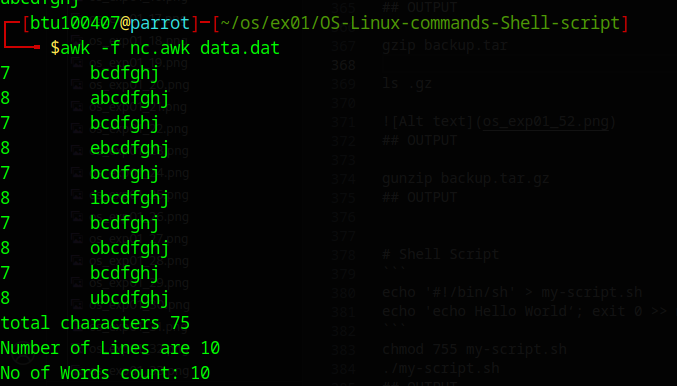 abcdfghj
┌─[btu100407@parrot]─[~/os/ex01/OS-Linux-commands-Shell-script]
└──╼ $awk -f nc.awk data.dat
7 bcdfghj
8 abcdfghj
7 bcdfghj
8 ebcdfghj
7 bcdfghj
8 ibcdfghj
7 bcdfghj
8 obcdfghj
7 bcdfghj
8 ubcdfghj
total characters 75
Number of Lines are 10
No of Words count: 10
## OUTPUT
367 gzip backup.tar
368
369 ls .gz
370
371 ![Alt text](os_exp01_52.png)
372 ## OUTPUT
373
374 gunzip backup.tar.gz
375 ## OUTPUT
376
377
378 # Shell Script
379 ```
380 echo '#!/bin/sh' > my-script.sh
381 echo 'echo Hello World'; exit 0 >>
382 ```
383 chmod 755 my-script.sh
384 ./my-script.sh
## OUTPUT